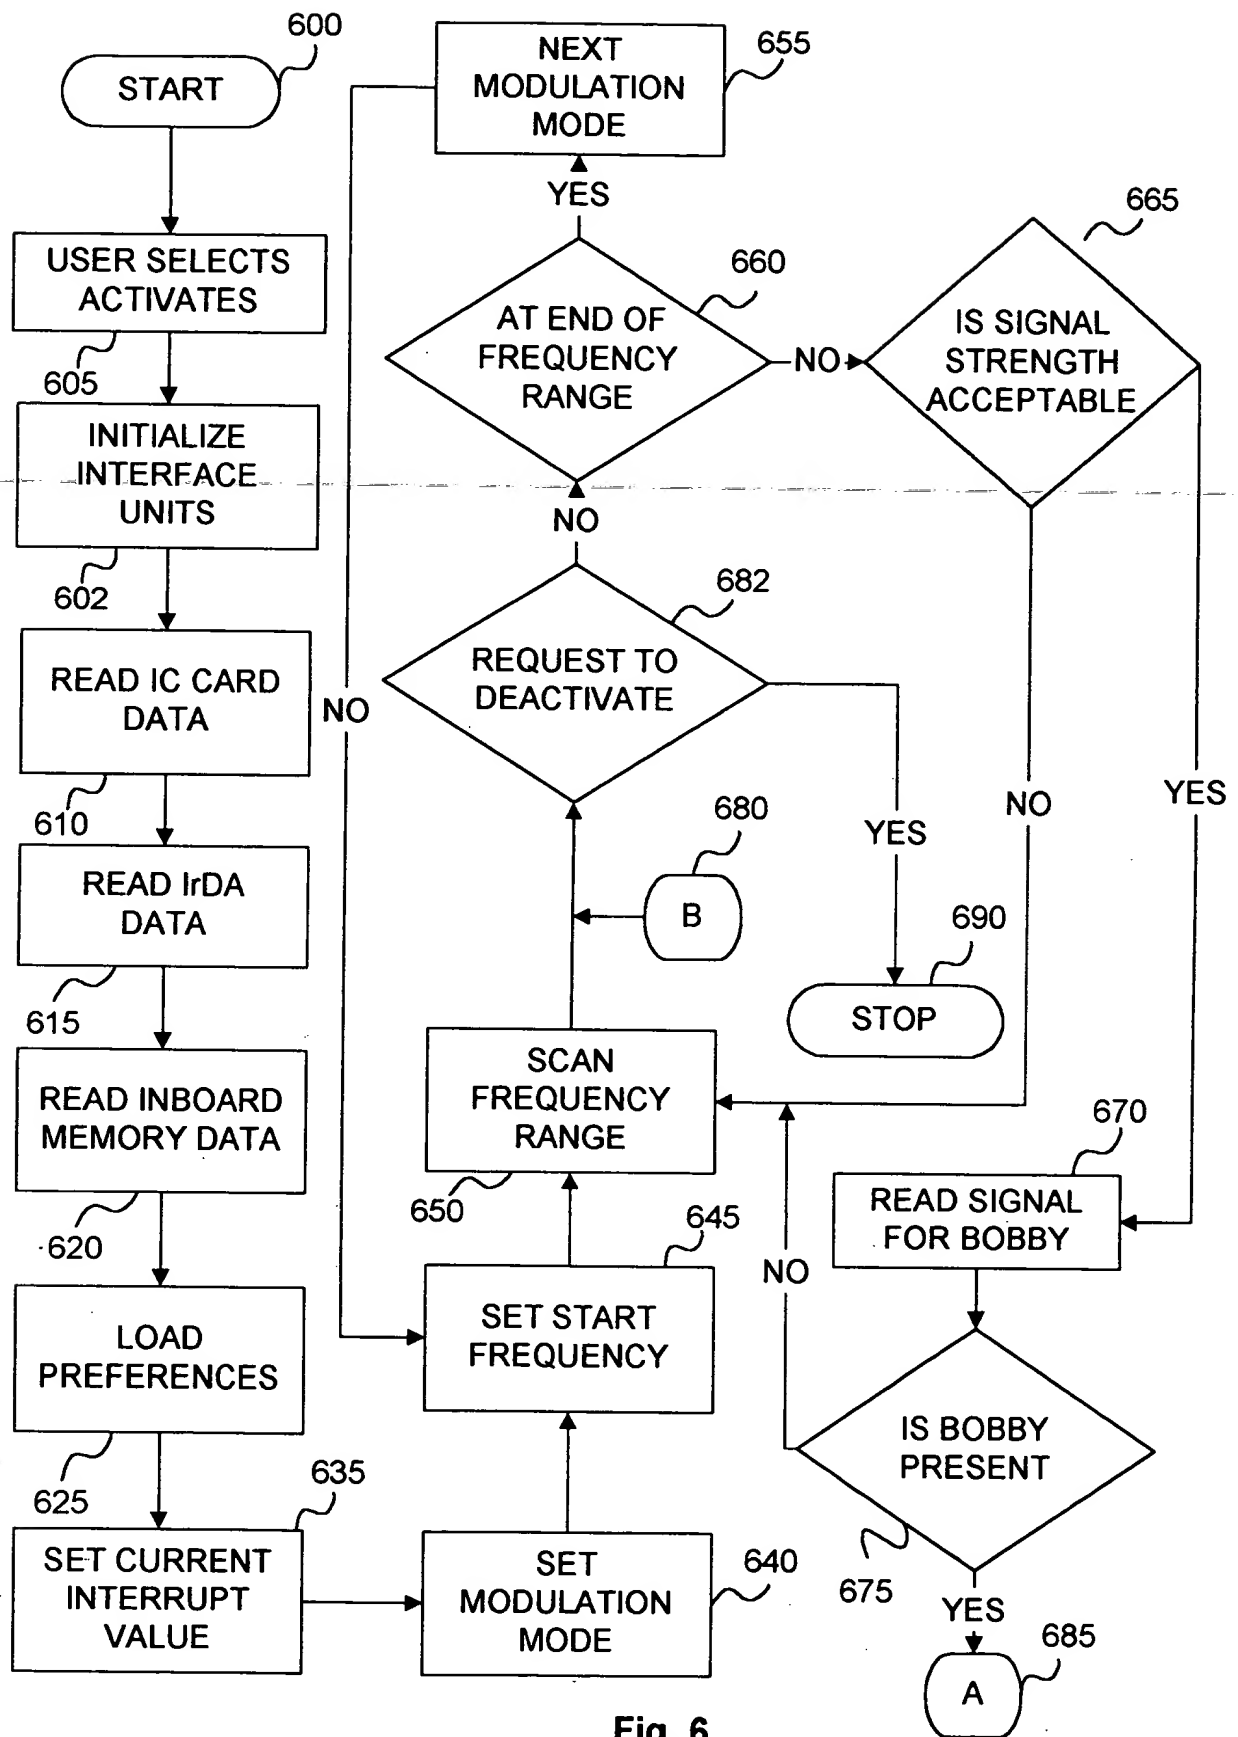 600
START
USER SELECTS
ACTIVATES
605
INITIALIZE
INTERFACE
UNITS
602
READ IC CARD
DATA
610
READ IrDA
DATA
615
READ INBOARD
MEMORY DATA
620
LOAD
PREFERENCES
625
635
SET CURRENT
INTERRUPT
VALUE
NO
NEXT
MODULATION
MODE
655
YES
660
AT END OF
FREQUENCY
RANGE
NO
665
IS SIGNAL
STRENGTH
ACCEPTABLE
NO
682
REQUEST TO
DEACTIVATE
YES
NO
YES
680
B
690
STOP
SCAN
FREQUENCY
RANGE
650
645
SET START
FREQUENCY
SET
MODULATION
MODE
640
670
READ SIGNAL
FOR BOBBY
NO
IS BOBBY
PRESENT
675
YES
685
A
Fig. 6